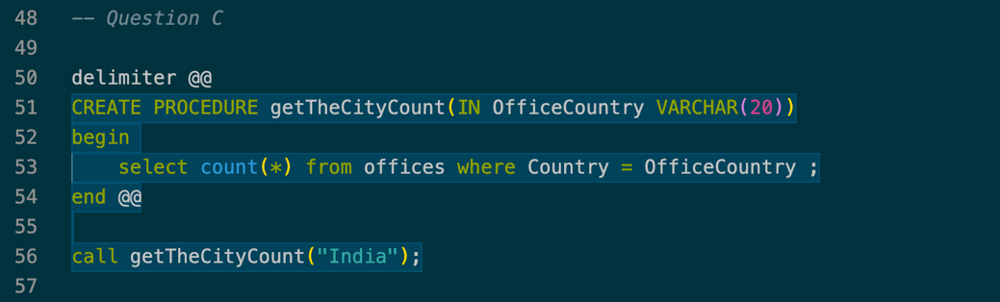 48 -- Question C
49
50 delimiter @@
51 CREATE PROCEDURE getTheCityCount(IN OfficeCountry VARCHAR(20))
52 begin
53 select count(*) from offices where Country = OfficeCountry ;
54 end @@
55
56 call getTheCityCount("India");
57